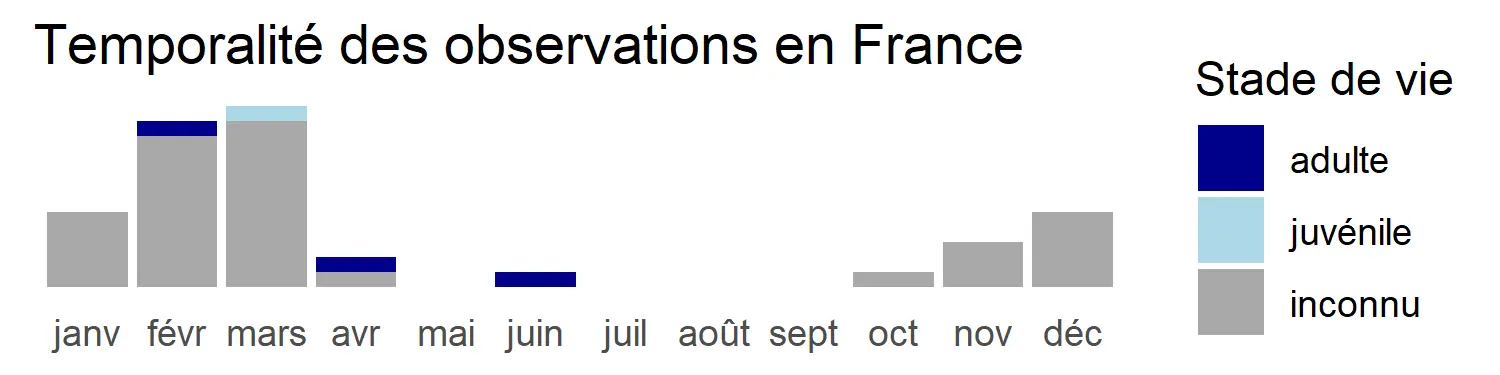 Temporalité des observations en France
Stade de vie
adulte
juvénile
inconnu
janv févr mars avr mai juin juil août sept oct nov déc